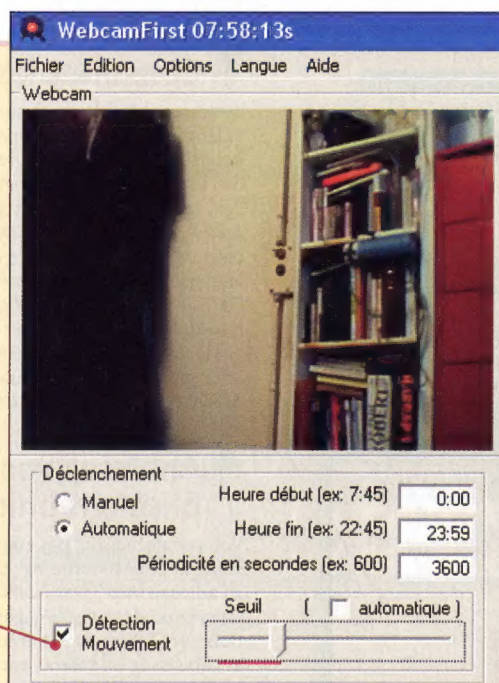 WebcamFirst 07:58:13s
Fichier Edition Options Langue Aide
Webcam
ROBERT
Déclenchement
Manuel
Heure début (ex: 7:45) 0:00
Automatique
Heure fin (ex: 22:45) 23:59
Périodicité en secondes (ex: 600) 3600
Seuil ( automatique )
Détection
Mouvement